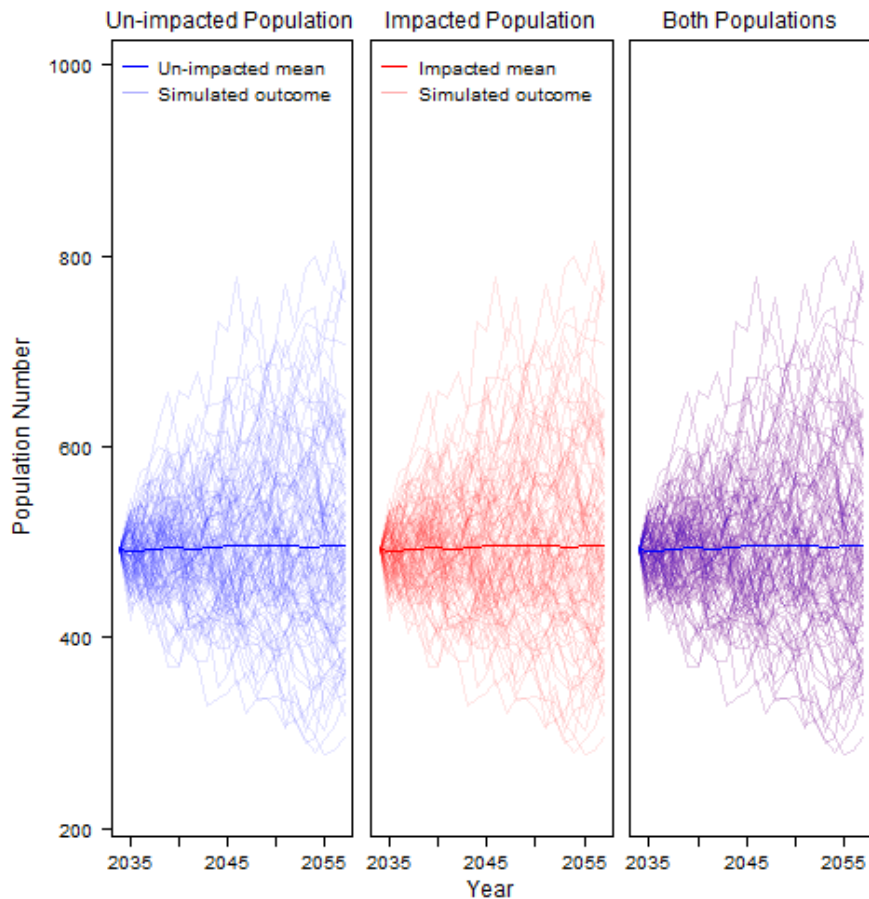 Un-impacted Population Impacted Population Both Populations
Un-impacted mean
Simulated outcome
Impacted mean
Simulated outcome
Population Number
1000
800
600
400
200
2035 2045 2055 2035 2045 2055 2035 2045 2055
Year